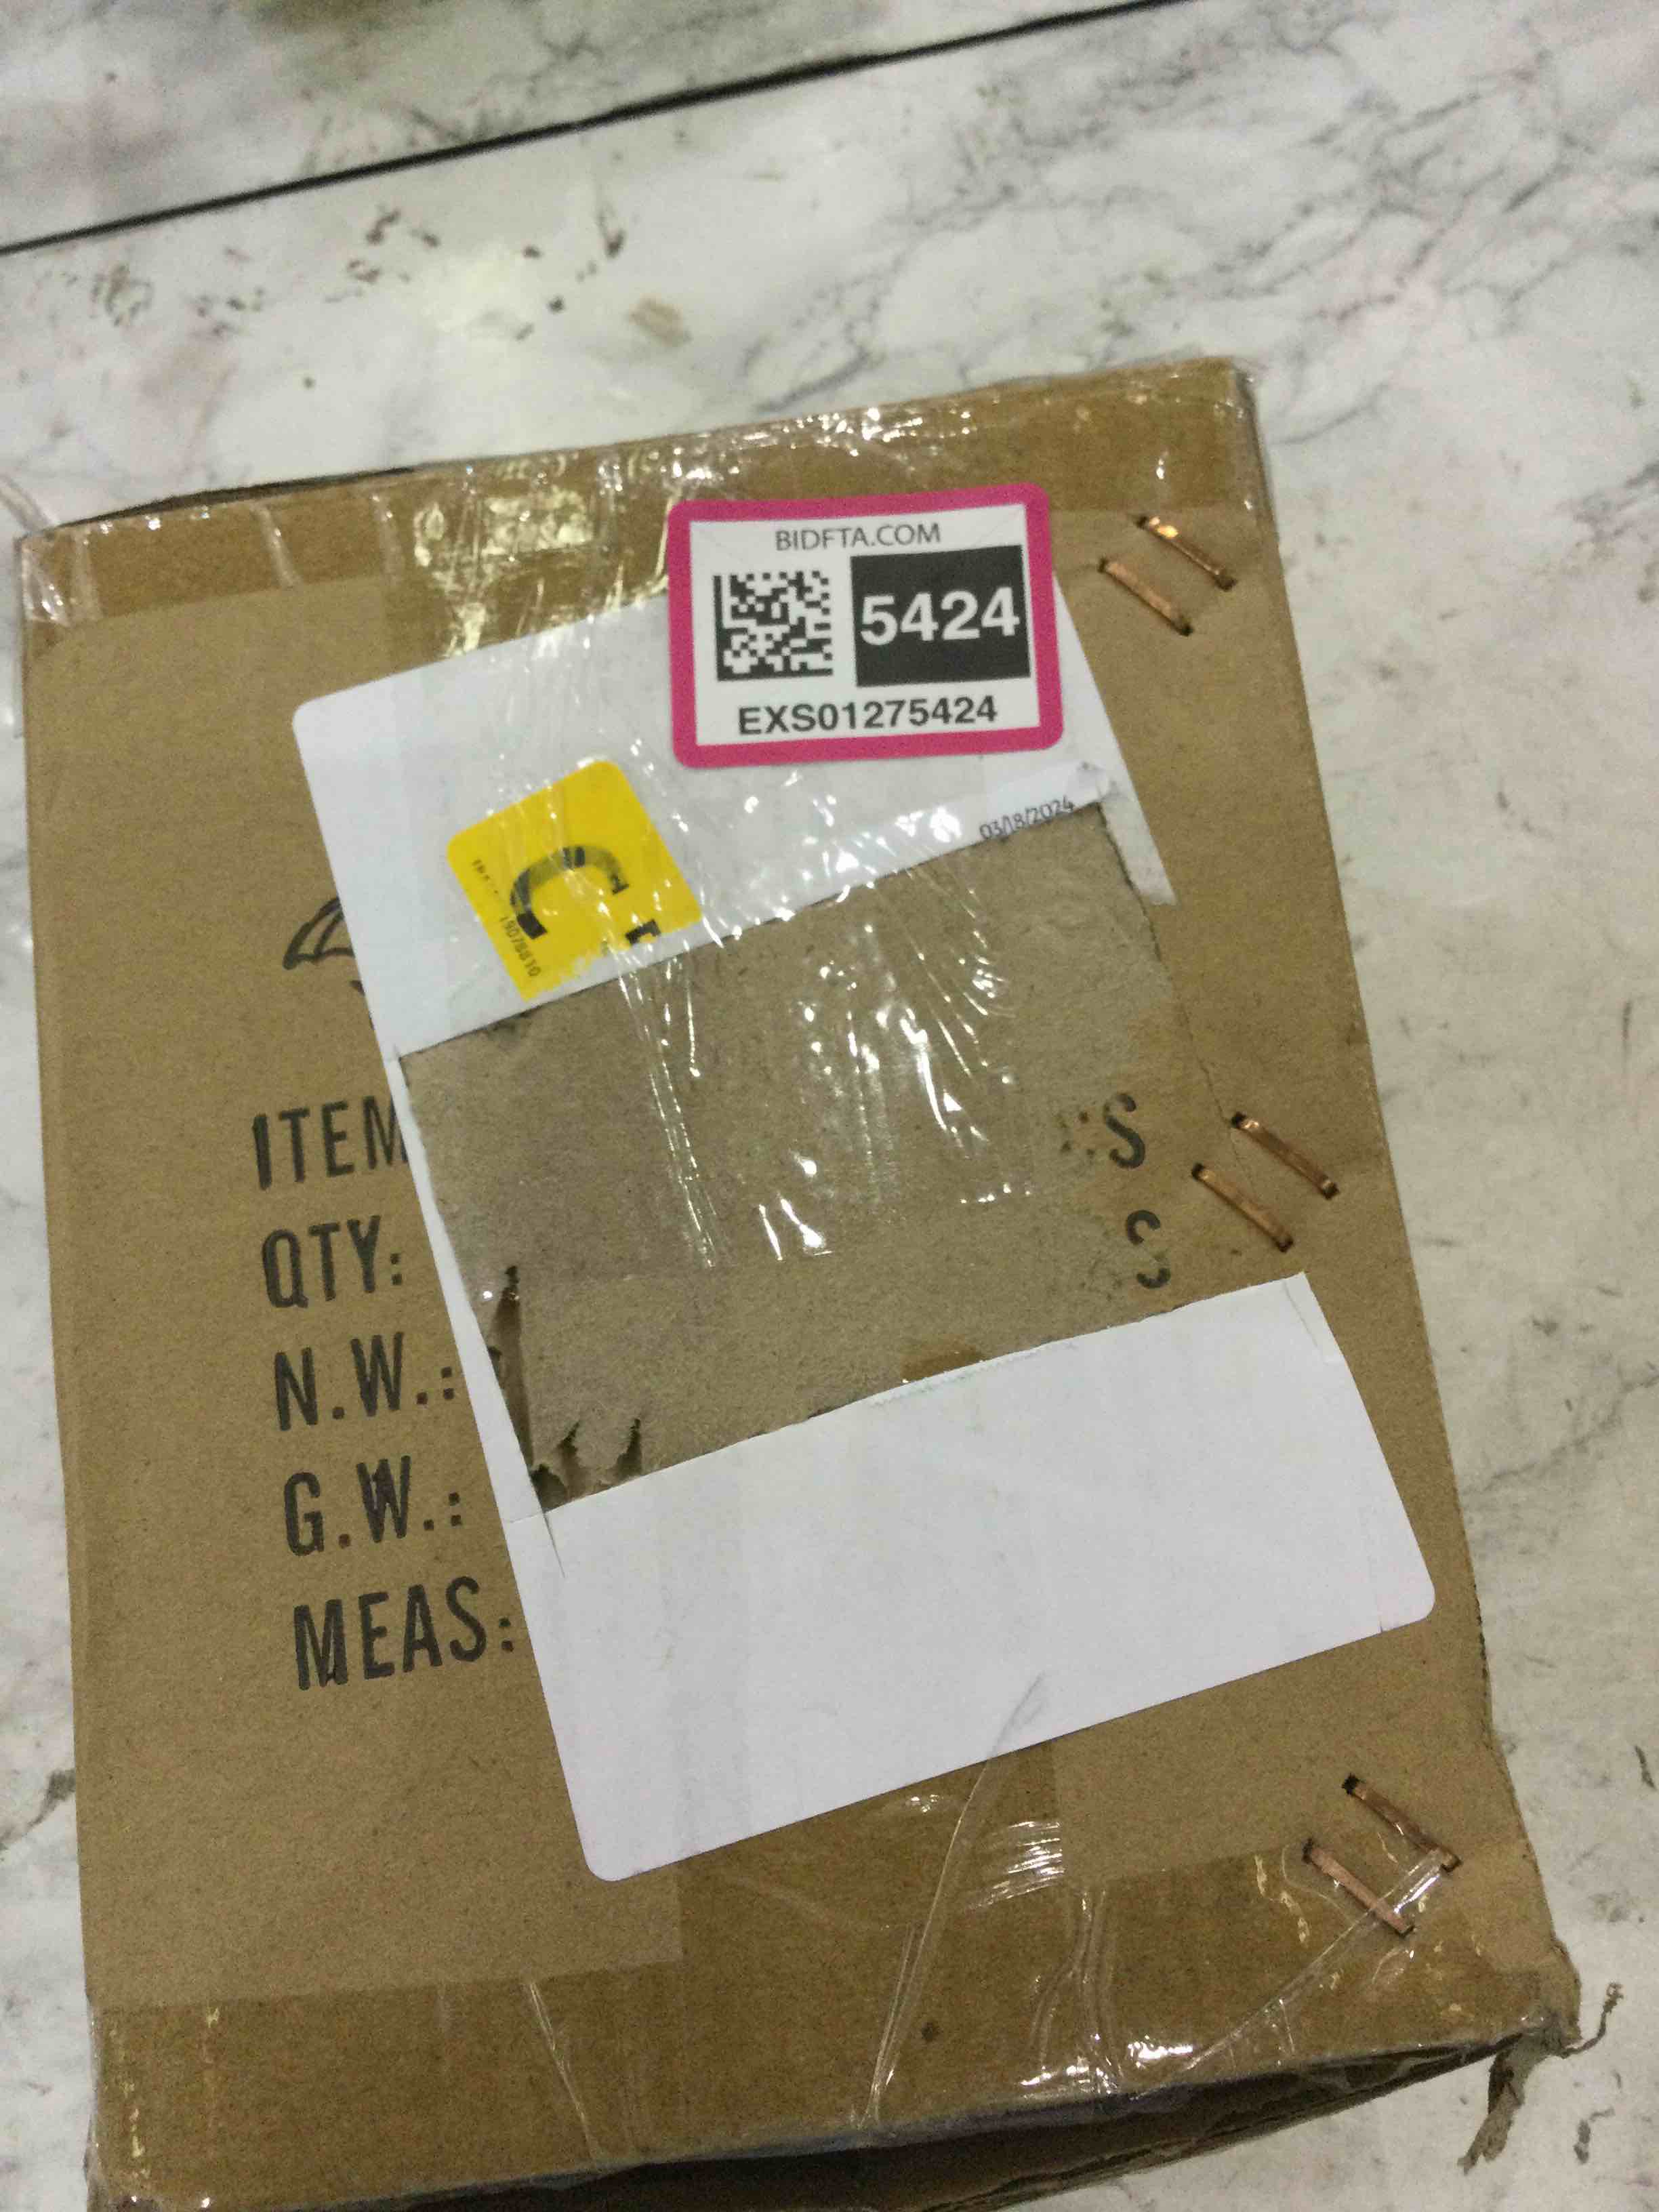 BIDFTA.COM
5424
EXS01275424
03/18/2024
C
ITEM
S
QTY:
S
N.W.:
G.W.:
MEAS: